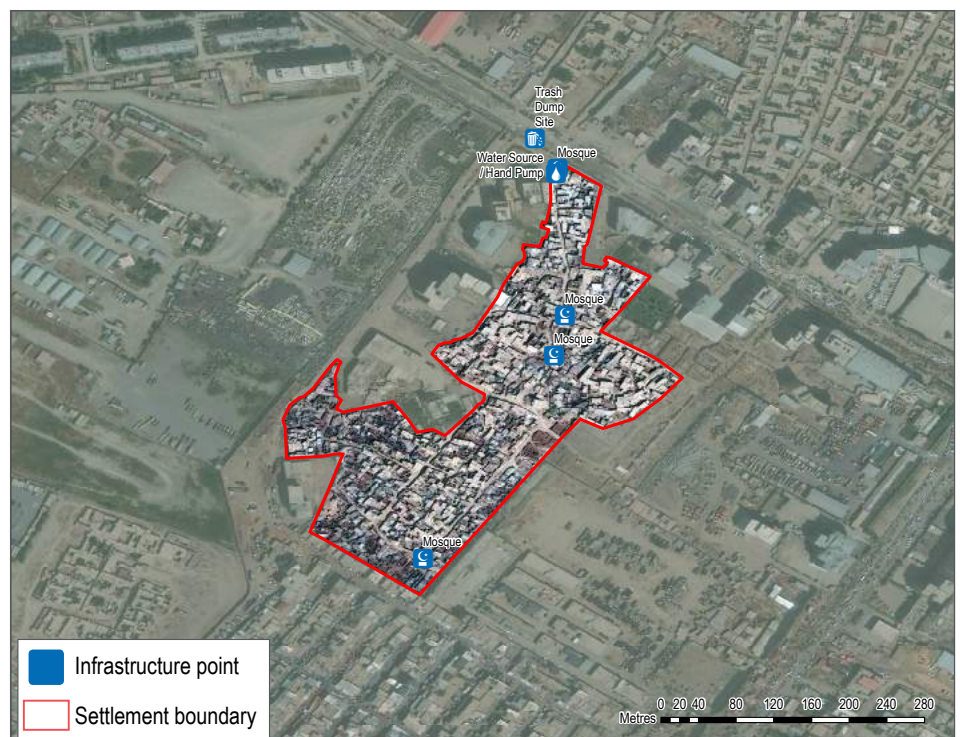 Trash
Dump
Site
Water Source
/ Hand Pump
Mosque
Mosque
Mosque
Mosque
Infrastructure point
Settlement boundary
Metres
0 20 40 80 120 160 200 240 280